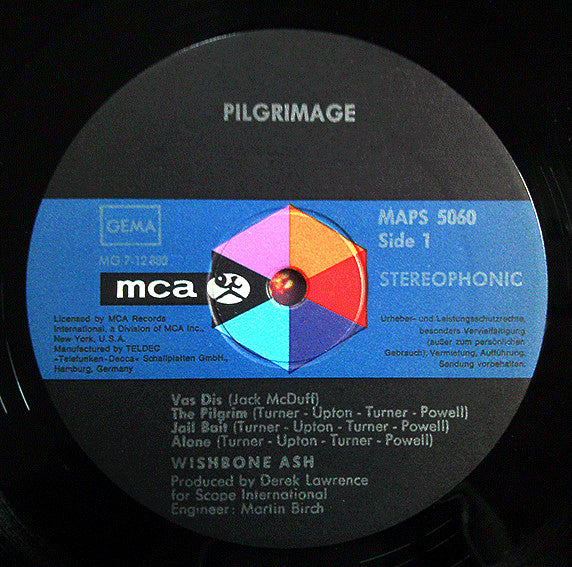 PILGRIMAGE
GEMA
MG 7-12 882
mca
Licensed by MCA Records
International, a Division of MCA Inc.,
New York, U.S.A.
Manufactured by TELDEC
»Telefunken-Decca« Schallplatten GmbH.,
Hamburg, Germany
MAPS 5060
Side 1
STEREOPHONIC
Urheber- und Leistungsschutzrechte,
besonders Vervielfältigung
(außer zum persönlichen
Gebrauch), Vermietung, Aufführung,
Sendung vorbehalten.
Vas Dis (Jack McDuff)
The Pilgrim (Turner - Upton - Turner - Powell)
Jail Bait (Turner - Upton - Turner - Powell)
Alone (Turner - Upton - Turner - Powell)
WISHBONE ASH
Produced by Derek Lawrence
for Scope International
Engineer: Martin Birch